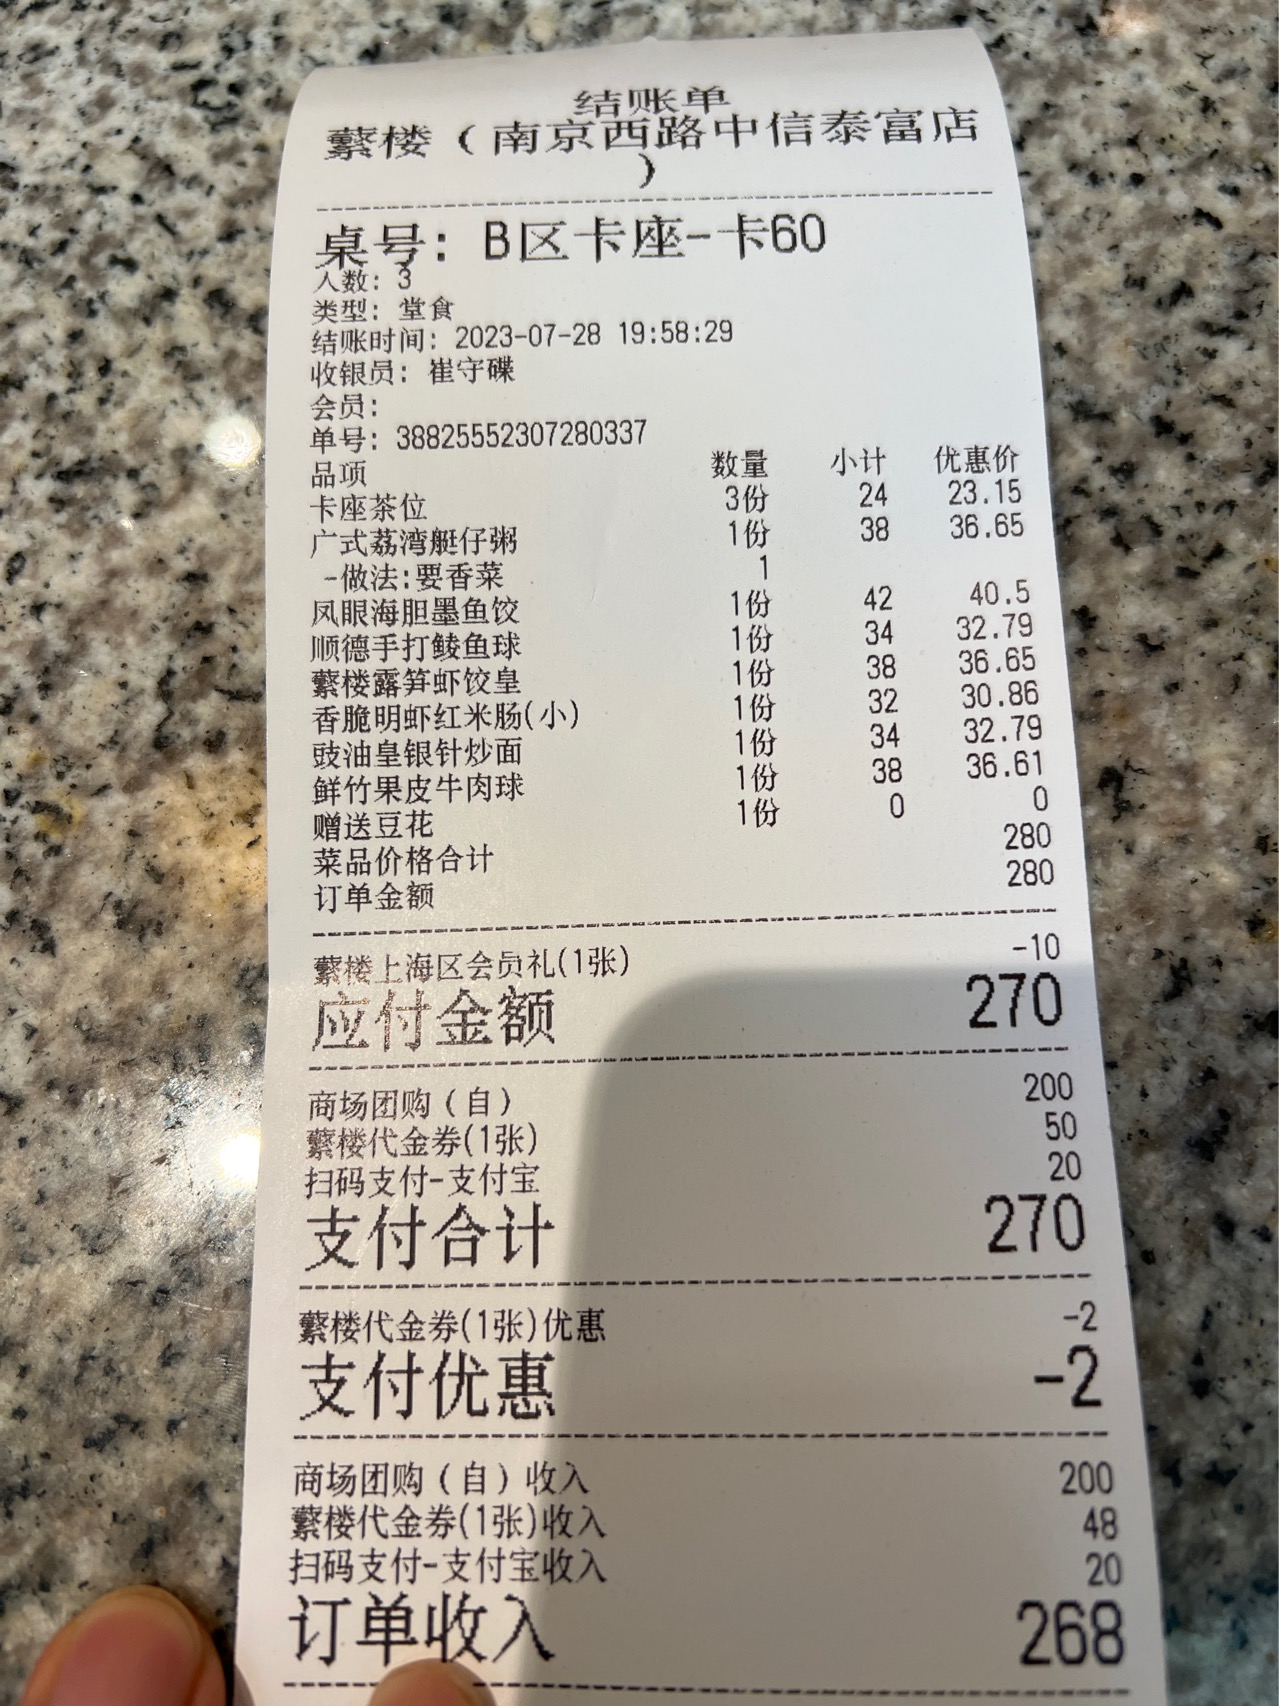 结账单
蘩楼（南京西路中信泰富店
）
桌号：B区卡座-卡60
人数：3
类型：堂食
结账时间：2023-07-28 19:58:29
收银员：崔守碟
会员：
单号：38825552307280337
品项 数量 小计 优惠价
卡座茶位 3份 24 23.15
广式荔湾艇仔粥 1份 38 36.65
-做法:要香菜 1
凤眼海胆墨鱼饺 1份 42 40.5
顺德手打鲮鱼球 1份 34 32.79
蘩楼露笋虾饺皇 1份 38 36.65
香脆明虾红米肠(小) 1份 32 30.86
豉油皇银针炒面 1份 34 32.79
鲜竹果皮牛肉球 1份 38 36.61
赠送豆花 1份 0 0
菜品价格合计 280
订单金额 280
蘩楼上海区会员礼(1张) -10
应付金额 270
商场团购（自） 200
蘩楼代金券(1张) 50
扫码支付-支付宝 20
支付合计 270
蘩楼代金券(1张)优惠 -2
支付优惠 -2
商场团购（自）收入 200
蘩楼代金券(1张)收入 48
扫码支付-支付宝收入 20
订单收入 268